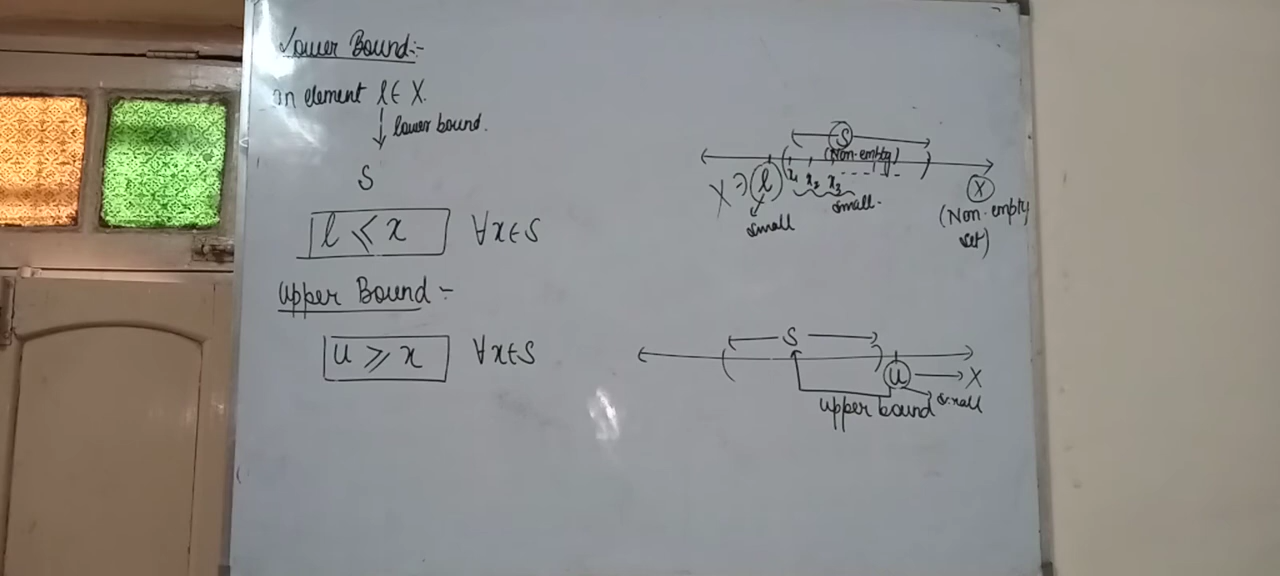 Lower Bound:-
an element l ∈ X.
lower bound.
S
l ≤ x ∀x∈S
Upper Bound:-
u ≥ x ∀x∈S
S
(Non-empty)
X ∋ l x₁ x₂ x₃ -----
small small.
X
(Non-empty
set)
S
u → X
upper bound small